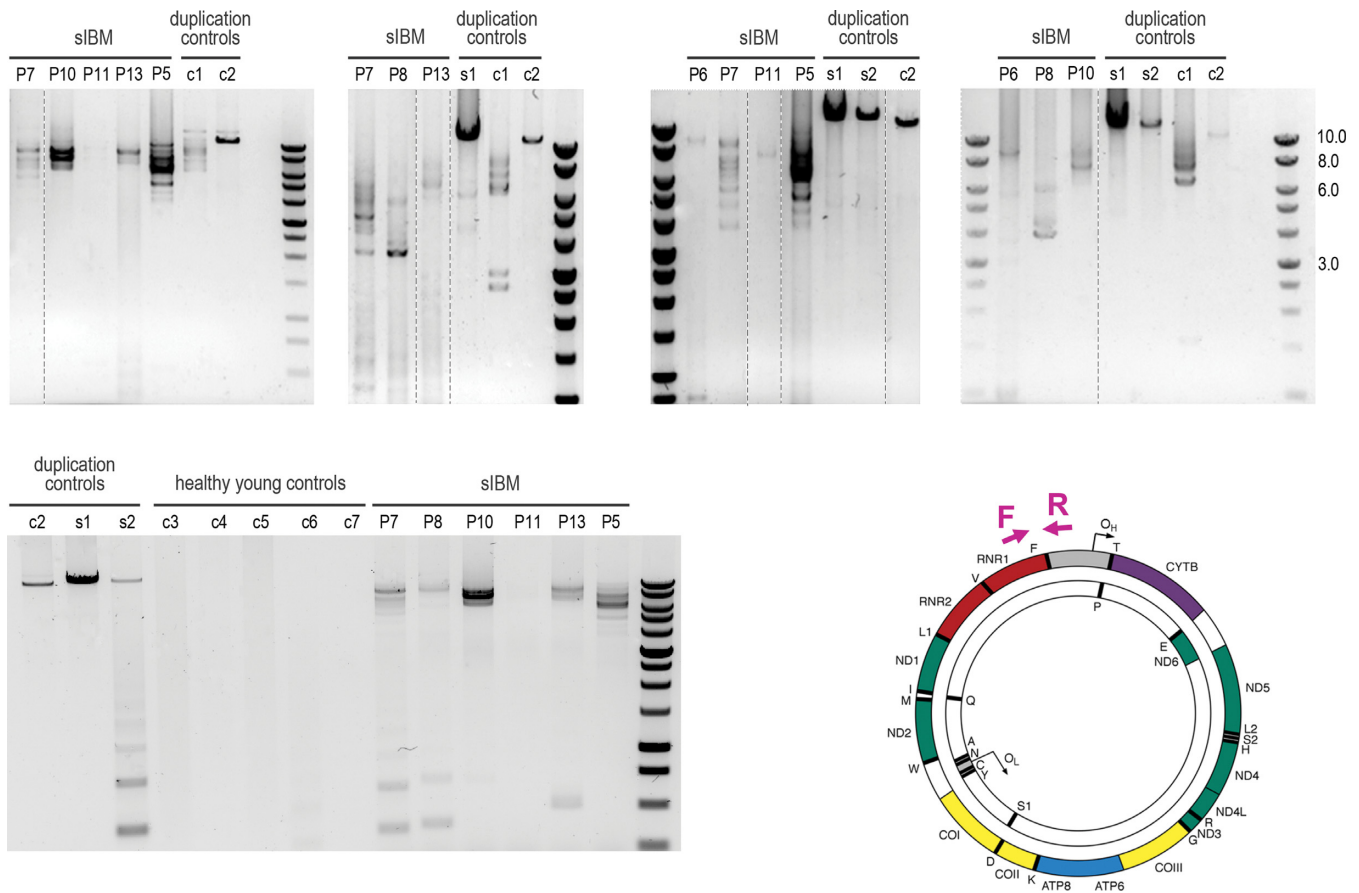 sIBM
duplication
controls
P7 P10 P11 P13 P5 c1 c2
sIBM
duplication
controls
P7 P8 P13 s1 c1 c2
sIBM
duplication
controls
P6 P7 P11 P5 s1 s2 c2
sIBM
duplication
controls
P6 P8 P10 s1 s2 c1 c2
10.0
8.0
6.0
3.0
duplication
controls
healthy young controls
sIBM
c2 s1 s2 c3 c4 c5 c6 c7 P7 P8 P10 P11 P13 P5
F R
OH
F T
RNR1 CYTB
V
P
RNR2
L1
E
ND6
ND1
ND5
I
M
Q
L2
S2
H
ND2
A
N
C
Y
OL
W
ND4
S1
ND4L
R
ND3
G
COI
COIII
D
COII
K
ATP8 ATP6